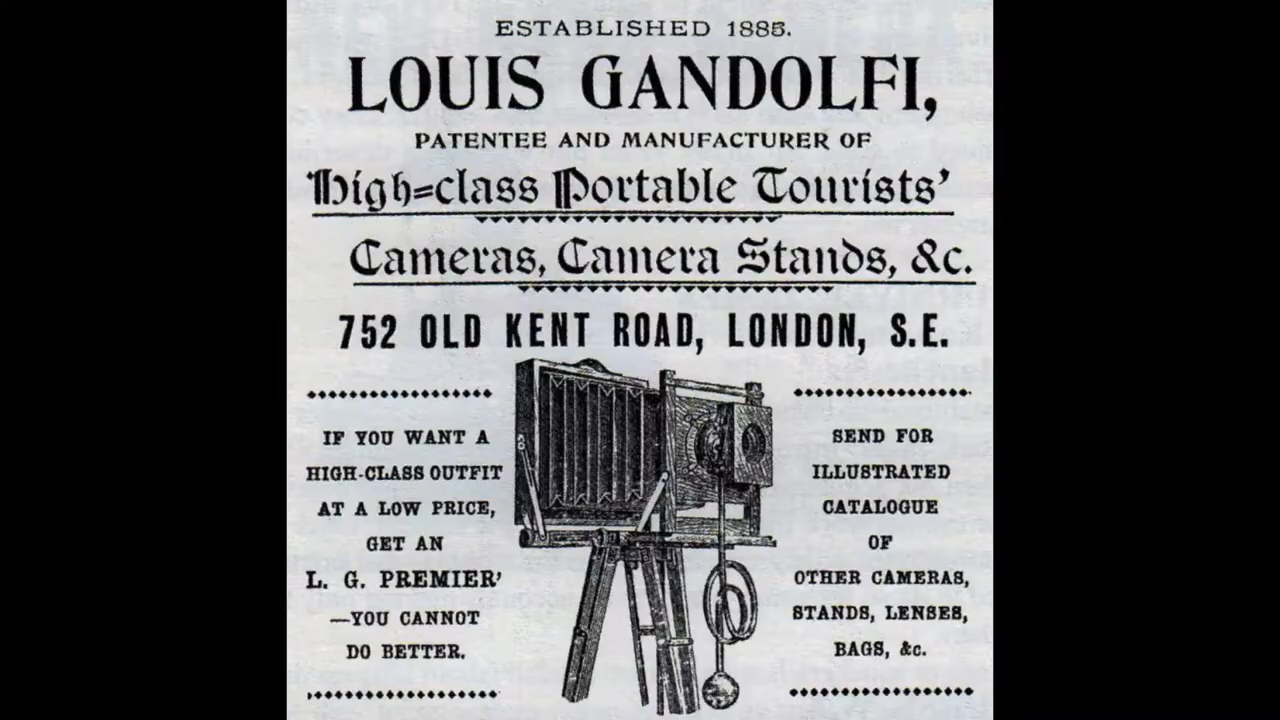 ESTABLISHED 1885.
LOUIS GANDOLFI,
PATENTEE AND MANUFACTURER OF
High-class Portable Tourists'
Cameras, Camera Stands, &c.
752 OLD KENT ROAD, LONDON, S.E.
IF YOU WANT A
HIGH-CLASS OUTFIT
AT A LOW PRICE,
GET AN
L. G. PREMIER'
—YOU CANNOT
DO BETTER.
SEND FOR
ILLUSTRATED
CATALOGUE
OF
OTHER CAMERAS,
STANDS, LENSES,
BAGS, &c.